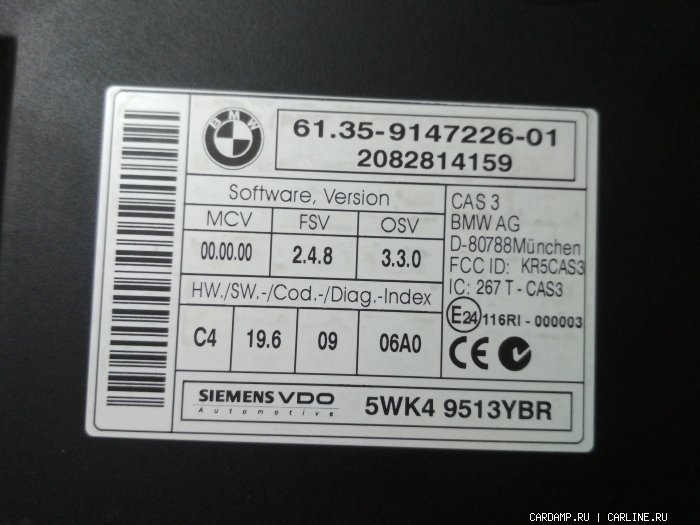 BMW
61.35-9147226-01
2082814159
Software, Version
MCV FSV OSV
00.00.00 2.4.8 3.3.0
HW./SW.-/Cod.-/Diag.-Index
C4 19.6 09 06A0
CAS 3
BMW AG
D-80788München
FCC ID: KR5CAS3
IC: 267 T - CAS3
E24 116RI - 000003
CE
SIEMENS VDO
Automotive
5WK4 9513YBR
CARDAMP.RU | CARLINE.RU